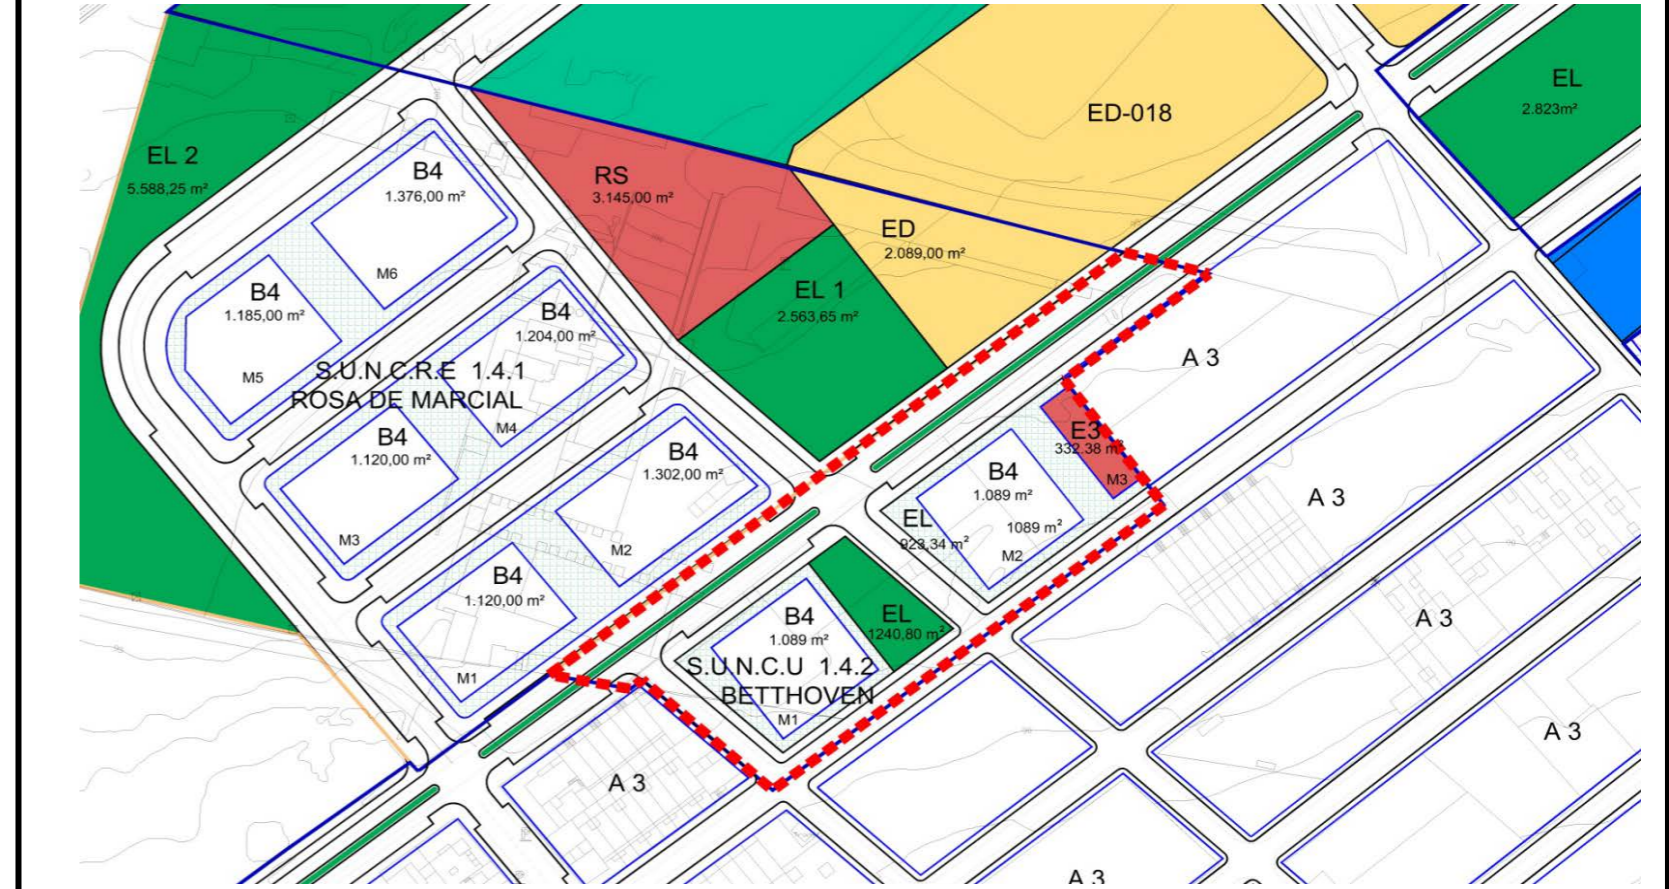 EL
2.823m²
ED-018
EL 2
5.588,25 m²
B4
1.376,00 m²
M6
RS
3.145,00 m²
ED
2.089,00 m²
EL 1
2.563,65 m²
B4
1.185,00 m²
M5
B4
1.204,00 m²
M4
S.U.N.C.R.E 1.4.1
ROSA DE MARCIAL
B4
1.120,00 m²
M3
B4
1.302,00 m²
M2
B4
1.120,00 m²
M1
A 3
E3
332.38 m²
M3
B4
1.089 m²
1089 m²
M2
EL
923,34 m²
A 3
B4
1.089 m²
EL
1240,80 m²
S.U.N.C.U 1.4.2
BETTHOVEN
M1
A 3
A 3
A 3
A 3